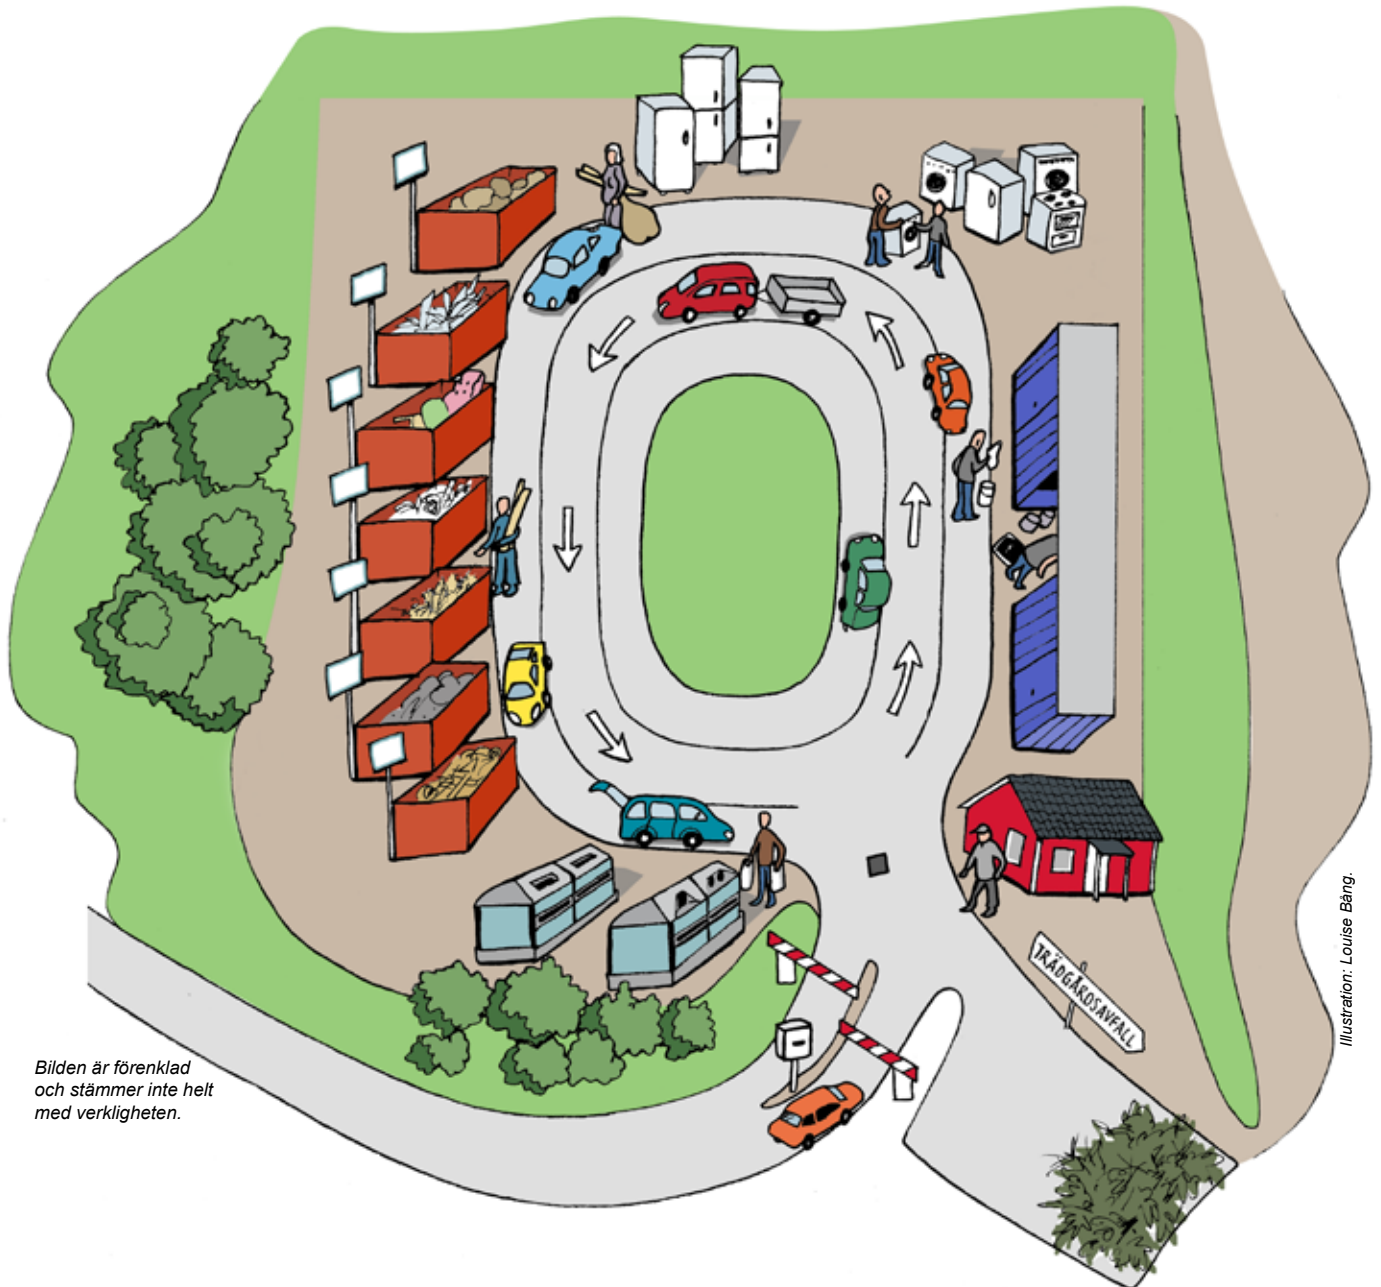 TRÄDGÅRDSAVFALL
Illustration: Louise Bång.
Bilden är förenklad
och stämmer inte helt
med verkligheten.